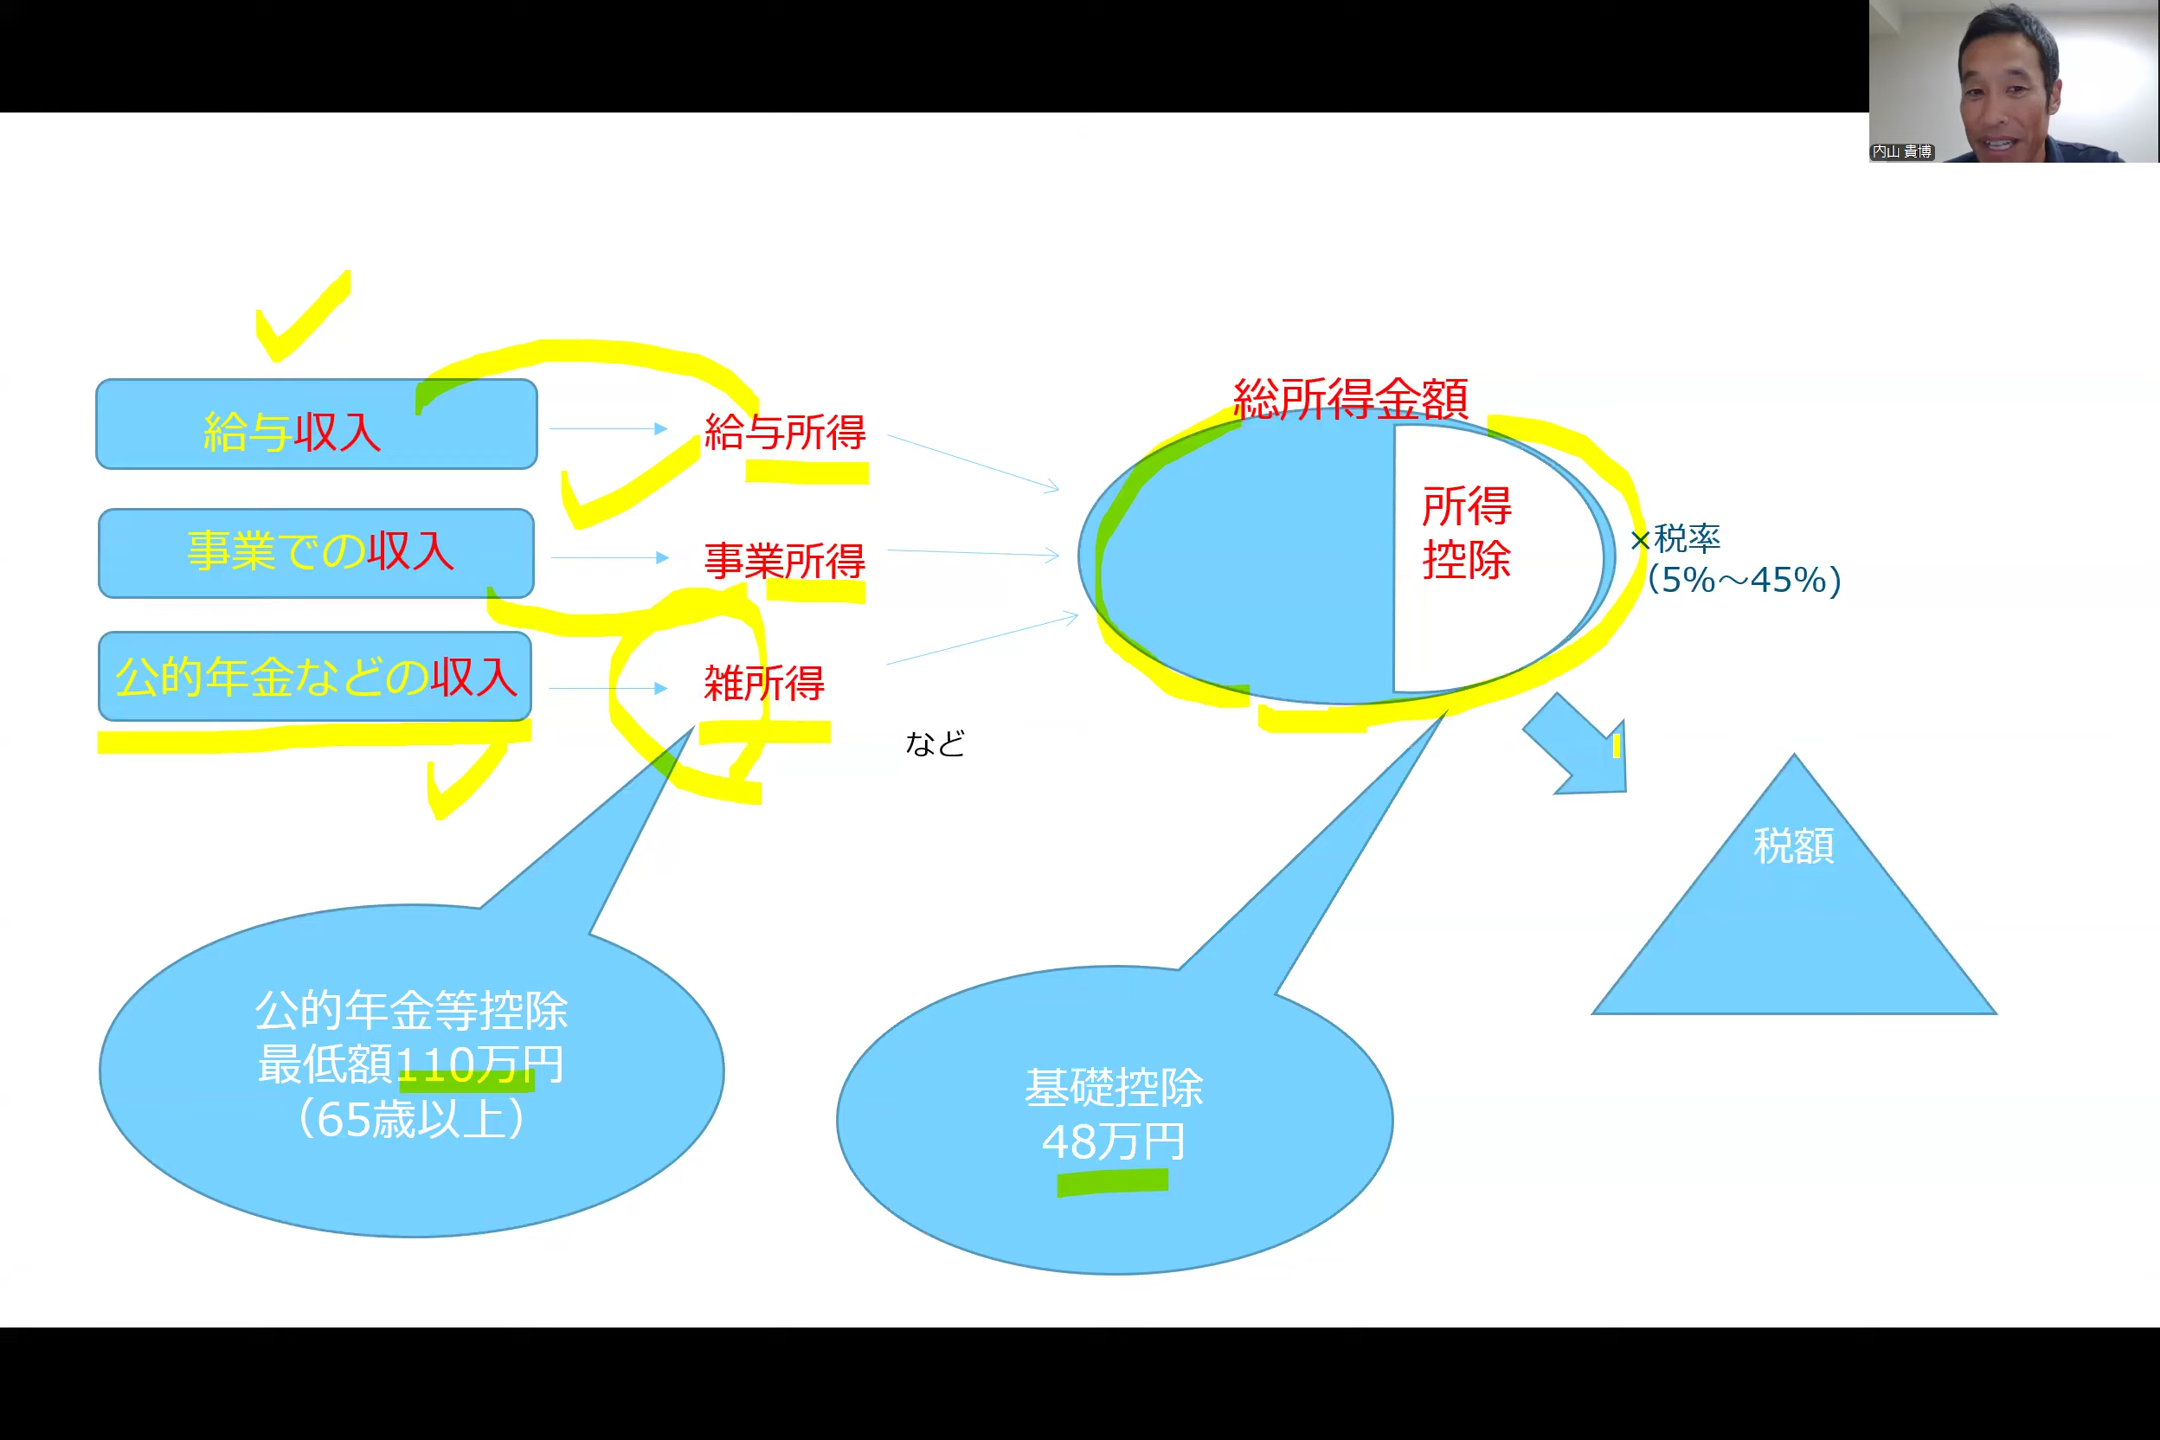 内山 貴博
給与収入
給与所得
事業での収入
事業所得
公的年金などの収入
雑所得
など
総所得金額
所得
控除
×税率
（5%～45%）
税額
公的年金等控除
最低額110万円
（65歳以上）
基礎控除
48万円